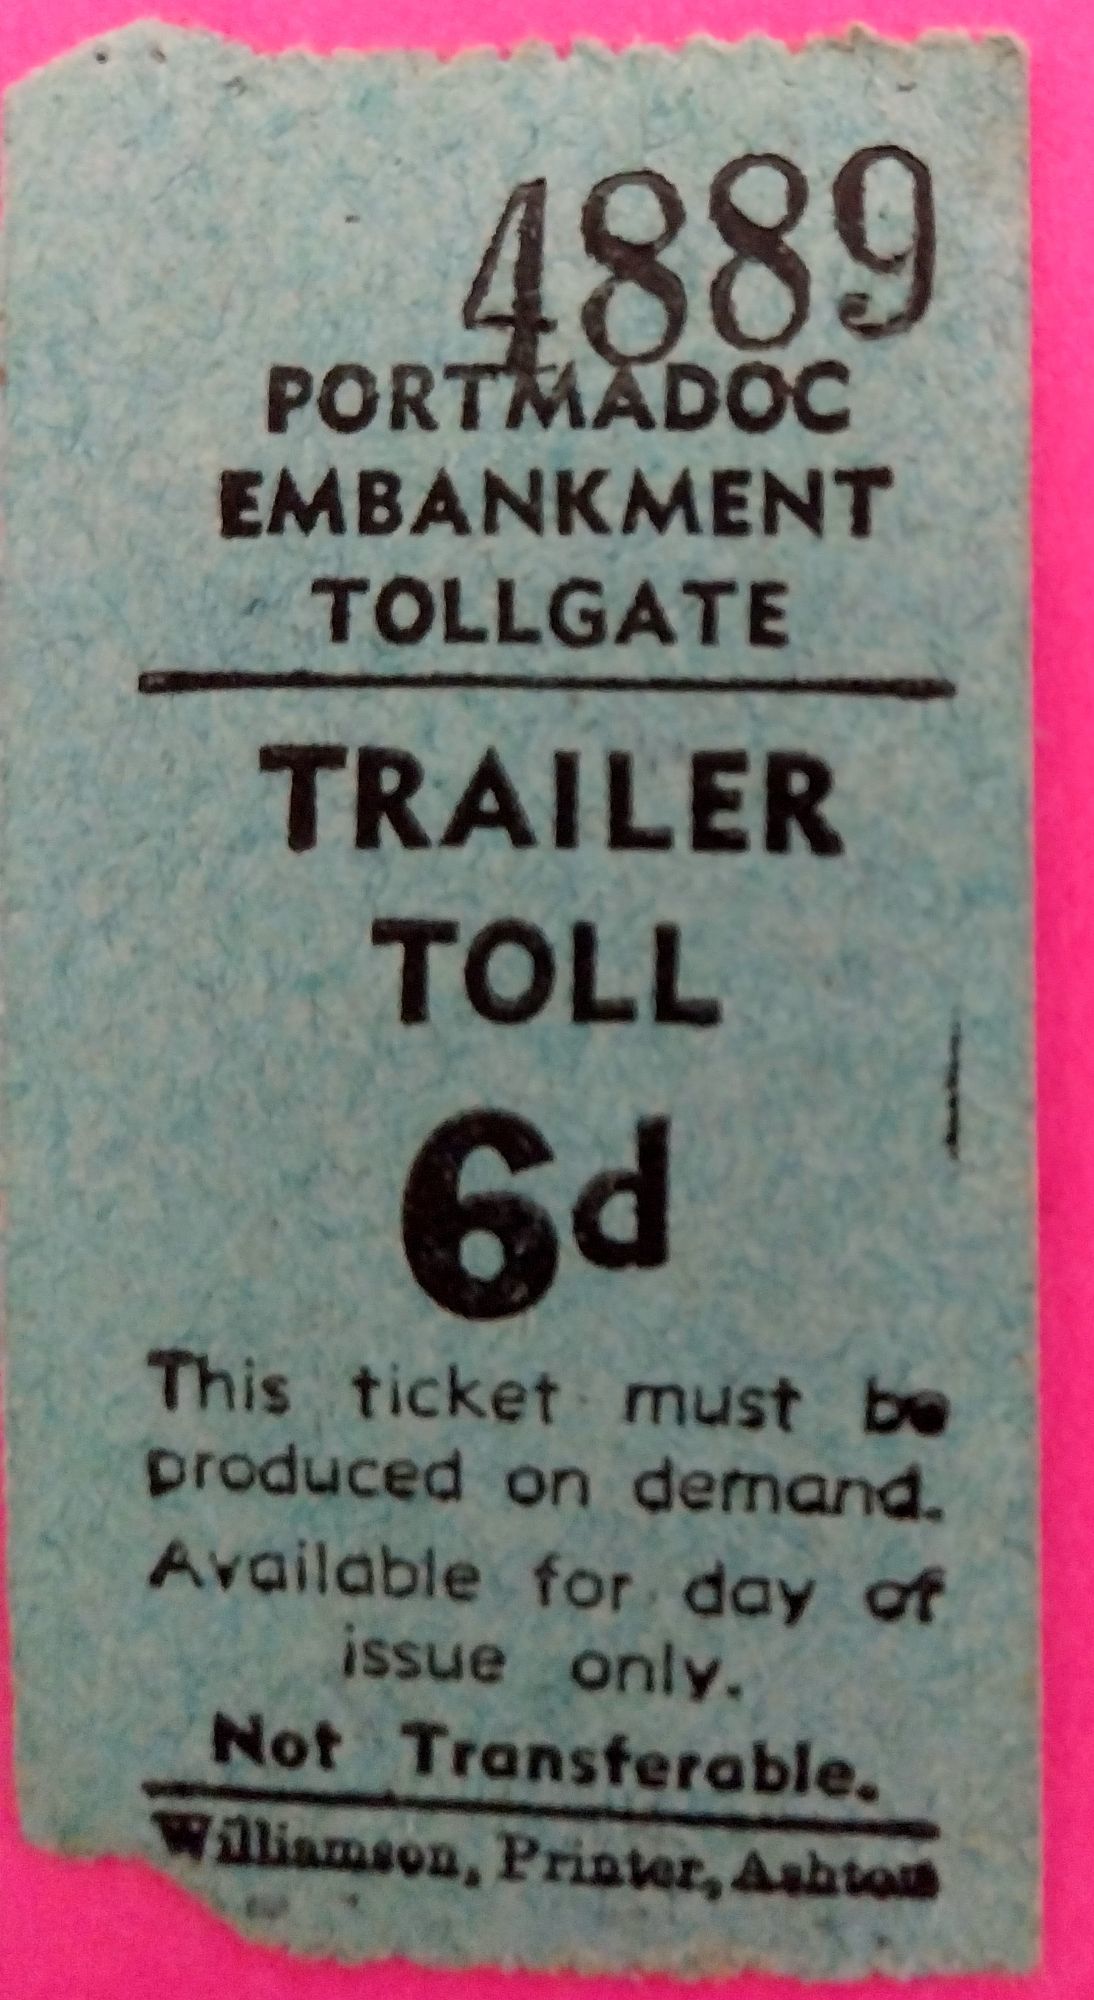 4889
PORTMADOC
EMBANKMENT
TOLLGATE
TRAILER
TOLL
6d
This ticket must be
produced on demand.
Available for day of
issue only.
Not Transferable.
Williamson, Printer, Ashton